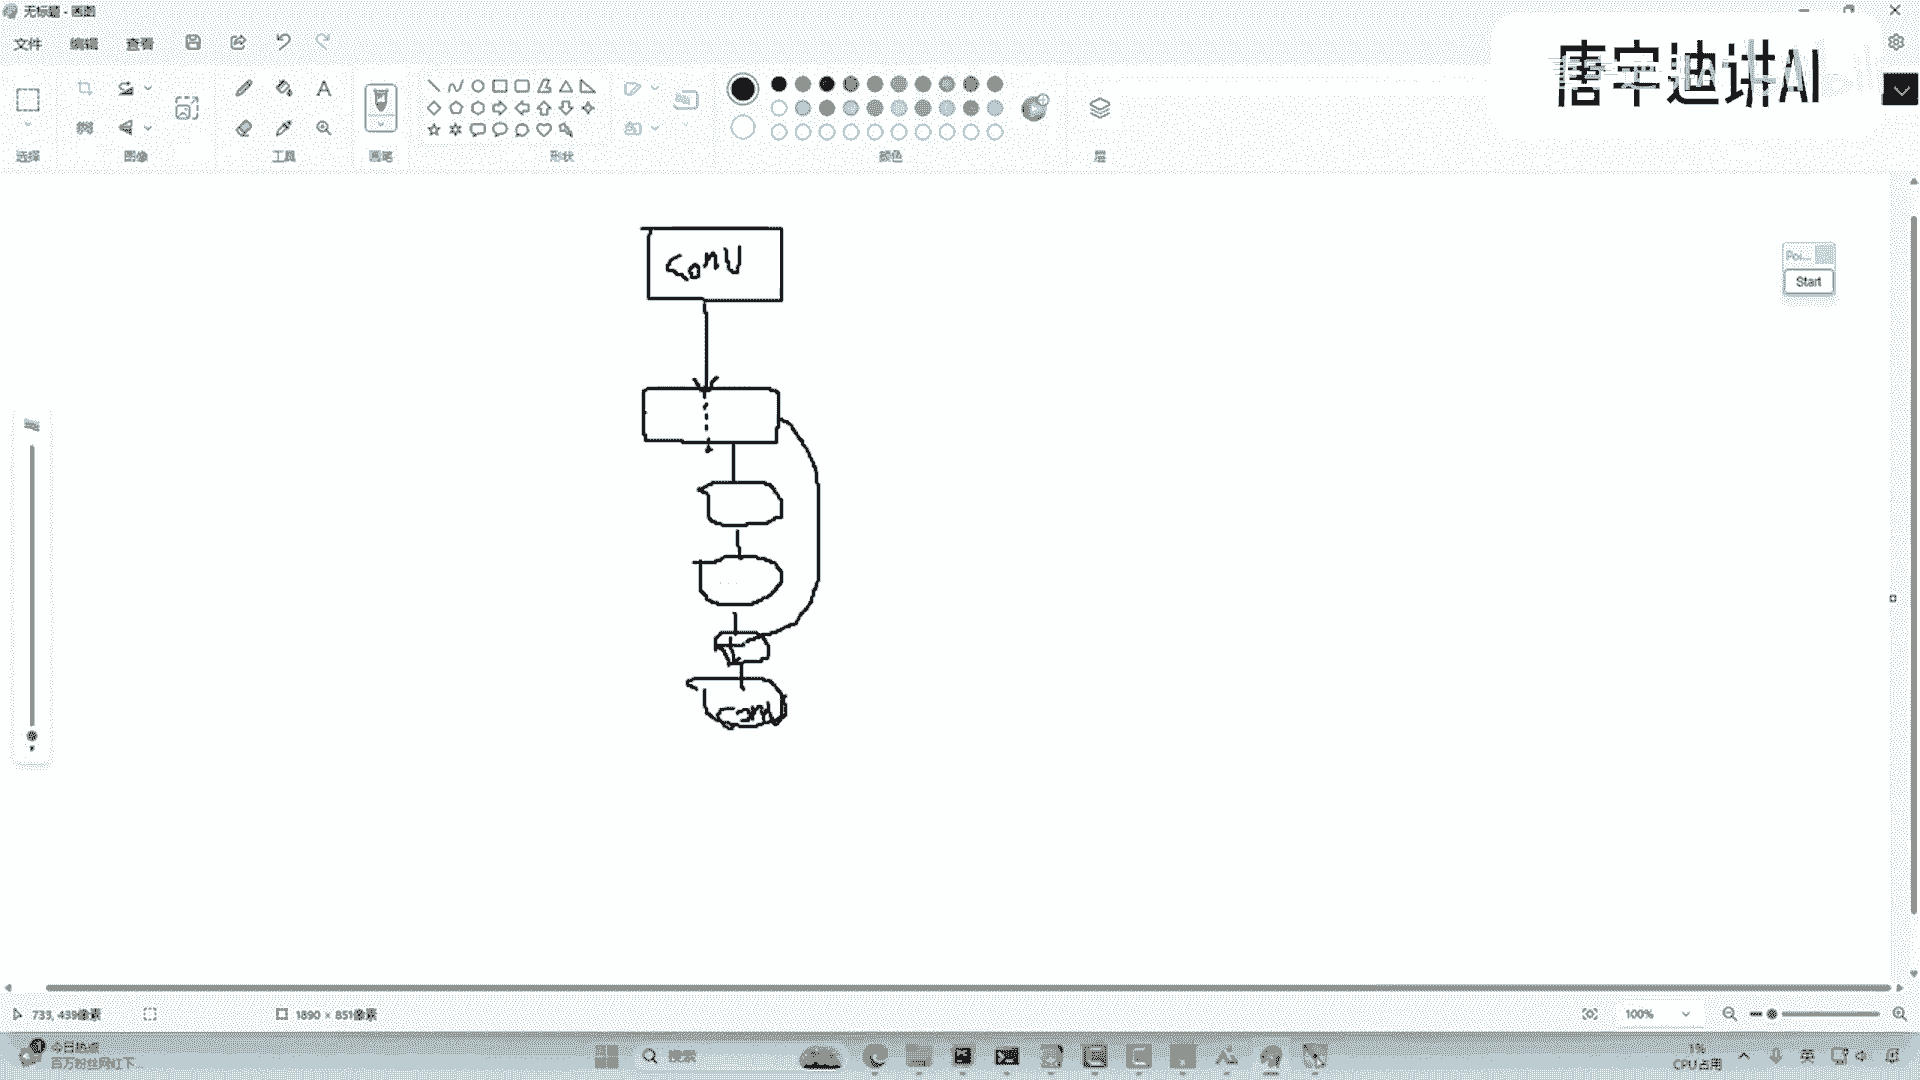 无标题 - 画图
文件 编辑 查看
唐宇迪讲AI
选择 图像 工具 画笔 形状 颜色 层
Conv
Poi...
Start
Conv
733, 439像素
1890 × 851像素
100%
今日热点
百万粉丝网红下...
搜索
1%
CPU占用
英